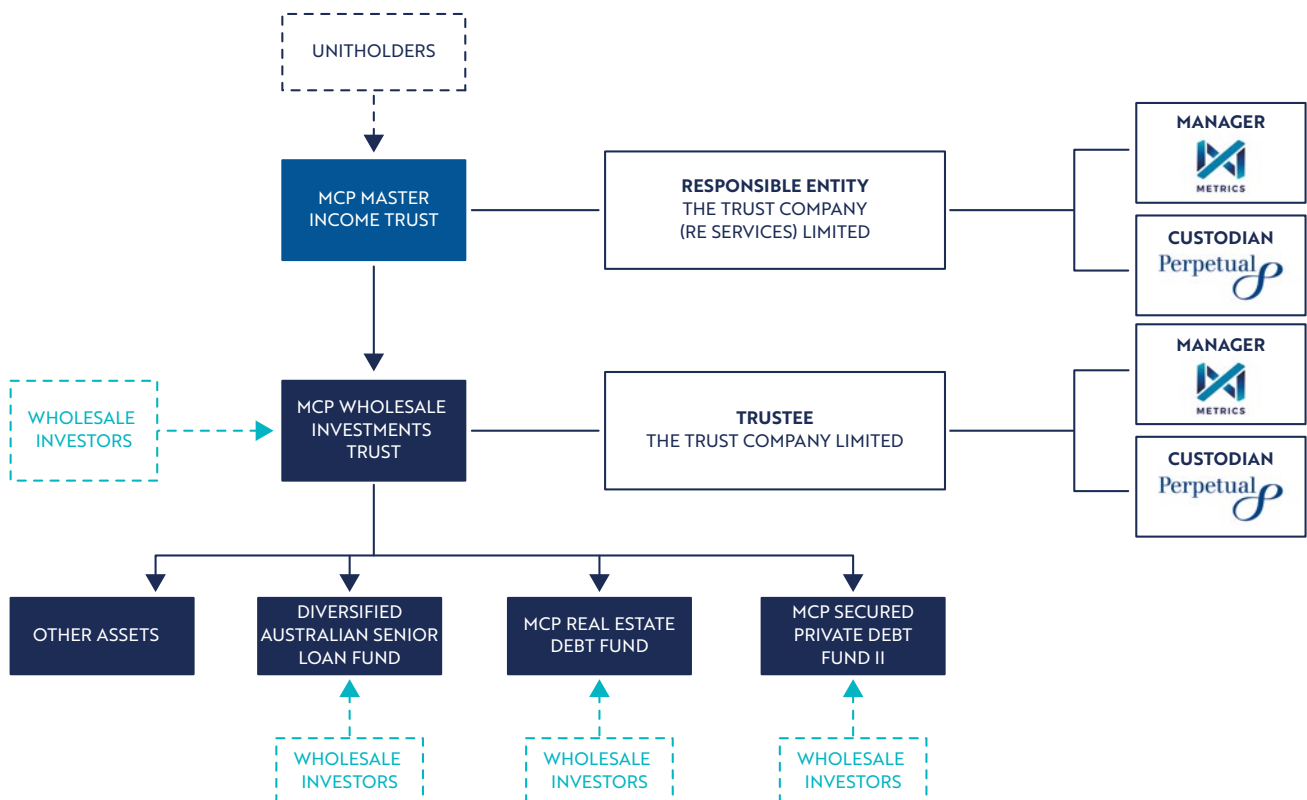 UNITHOLDERS
MCP MASTER
INCOME TRUST
RESPONSIBLE ENTITY
THE TRUST COMPANY
(RE SERVICES) LIMITED
MANAGER
METRICS
CUSTODIAN
Perpetual
WHOLESALE
INVESTORS
MCP WHOLESALE
INVESTMENTS
TRUST
TRUSTEE
THE TRUST COMPANY LIMITED
MANAGER
METRICS
CUSTODIAN
Perpetual
OTHER ASSETS
DIVERSIFIED
AUSTRALIAN SENIOR
LOAN FUND
MCP REAL ESTATE
DEBT FUND
MCP SECURED
PRIVATE DEBT
FUND II
WHOLESALE
INVESTORS
WHOLESALE
INVESTORS
WHOLESALE
INVESTORS